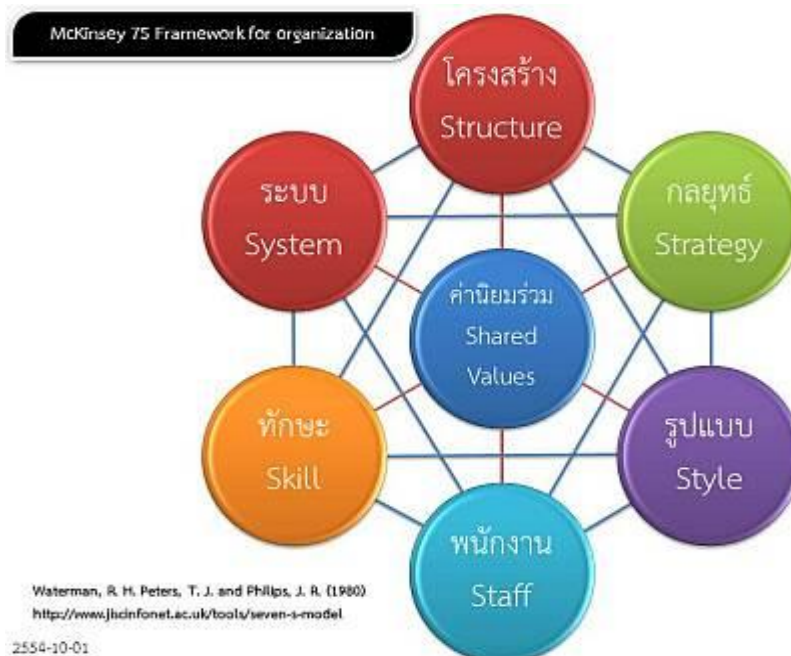 McKinsey 7S Framework for organization
โครงสร้าง
Structure
ระบบ
System
กลยุทธ์
Strategy
ค่านิยมร่วม
Shared
Values
ทักษะ
Skill
รูปแบบ
Style
พนักงาน
Staff
Waterman, R. H. Peters, T. J. and Philips, J. R. (1980)
http://www.jiscinfonet.ac.uk/tools/seven-s-model
2554-10-01